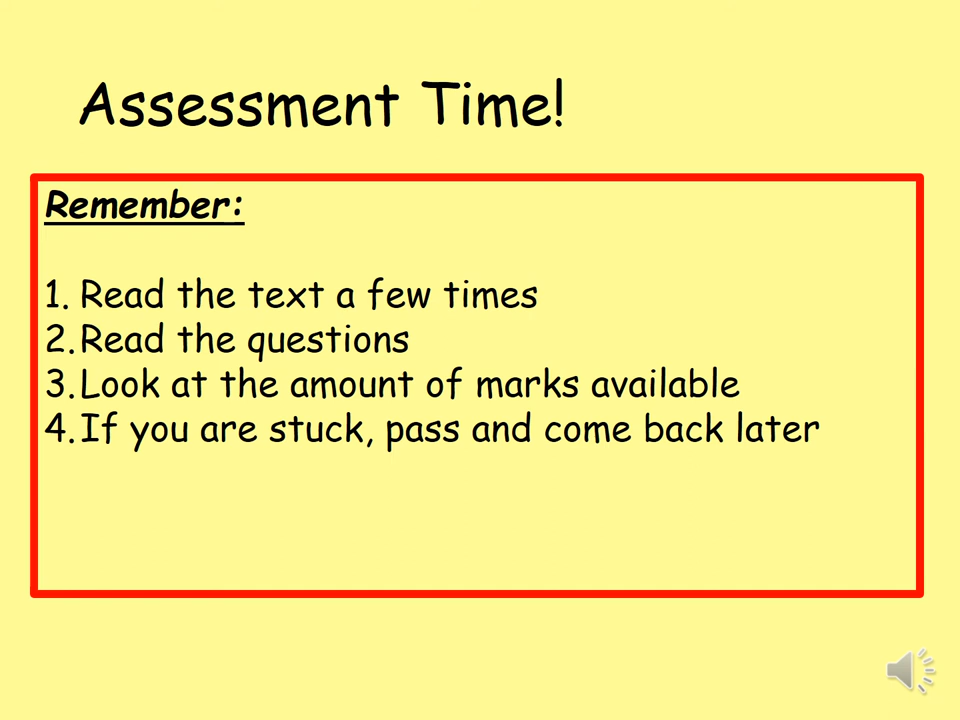 Assessment Time!
Remember:
1. Read the text a few times
2. Read the questions
3. Look at the amount of marks available
4. If you are stuck, pass and come back later